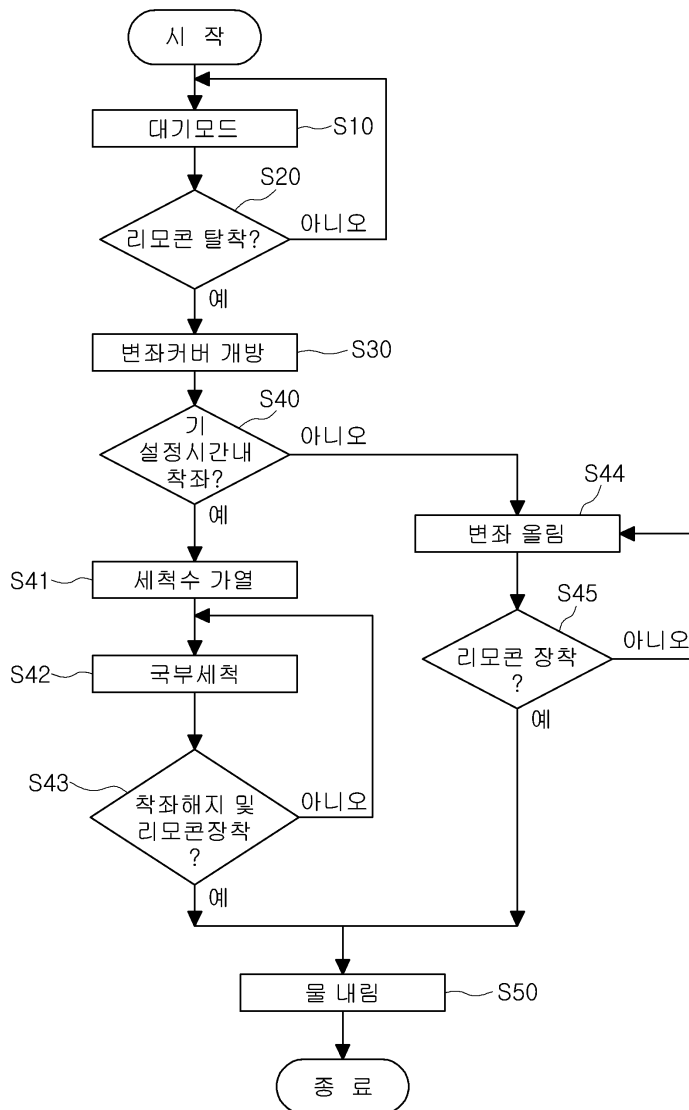 시 작
대기모드
S10
S20
리모콘 탈착?
아니오
예
변좌커버 개방
S30
S40
기
설정시간내
착좌?
아니오
예
S44
변좌 올림
S41
세척수 가열
S45
리모콘 장착
?
아니오
예
S42
국부세척
S43
착좌해지 및
리모콘장착
?
아니오
예
물 내림
S50
종 료